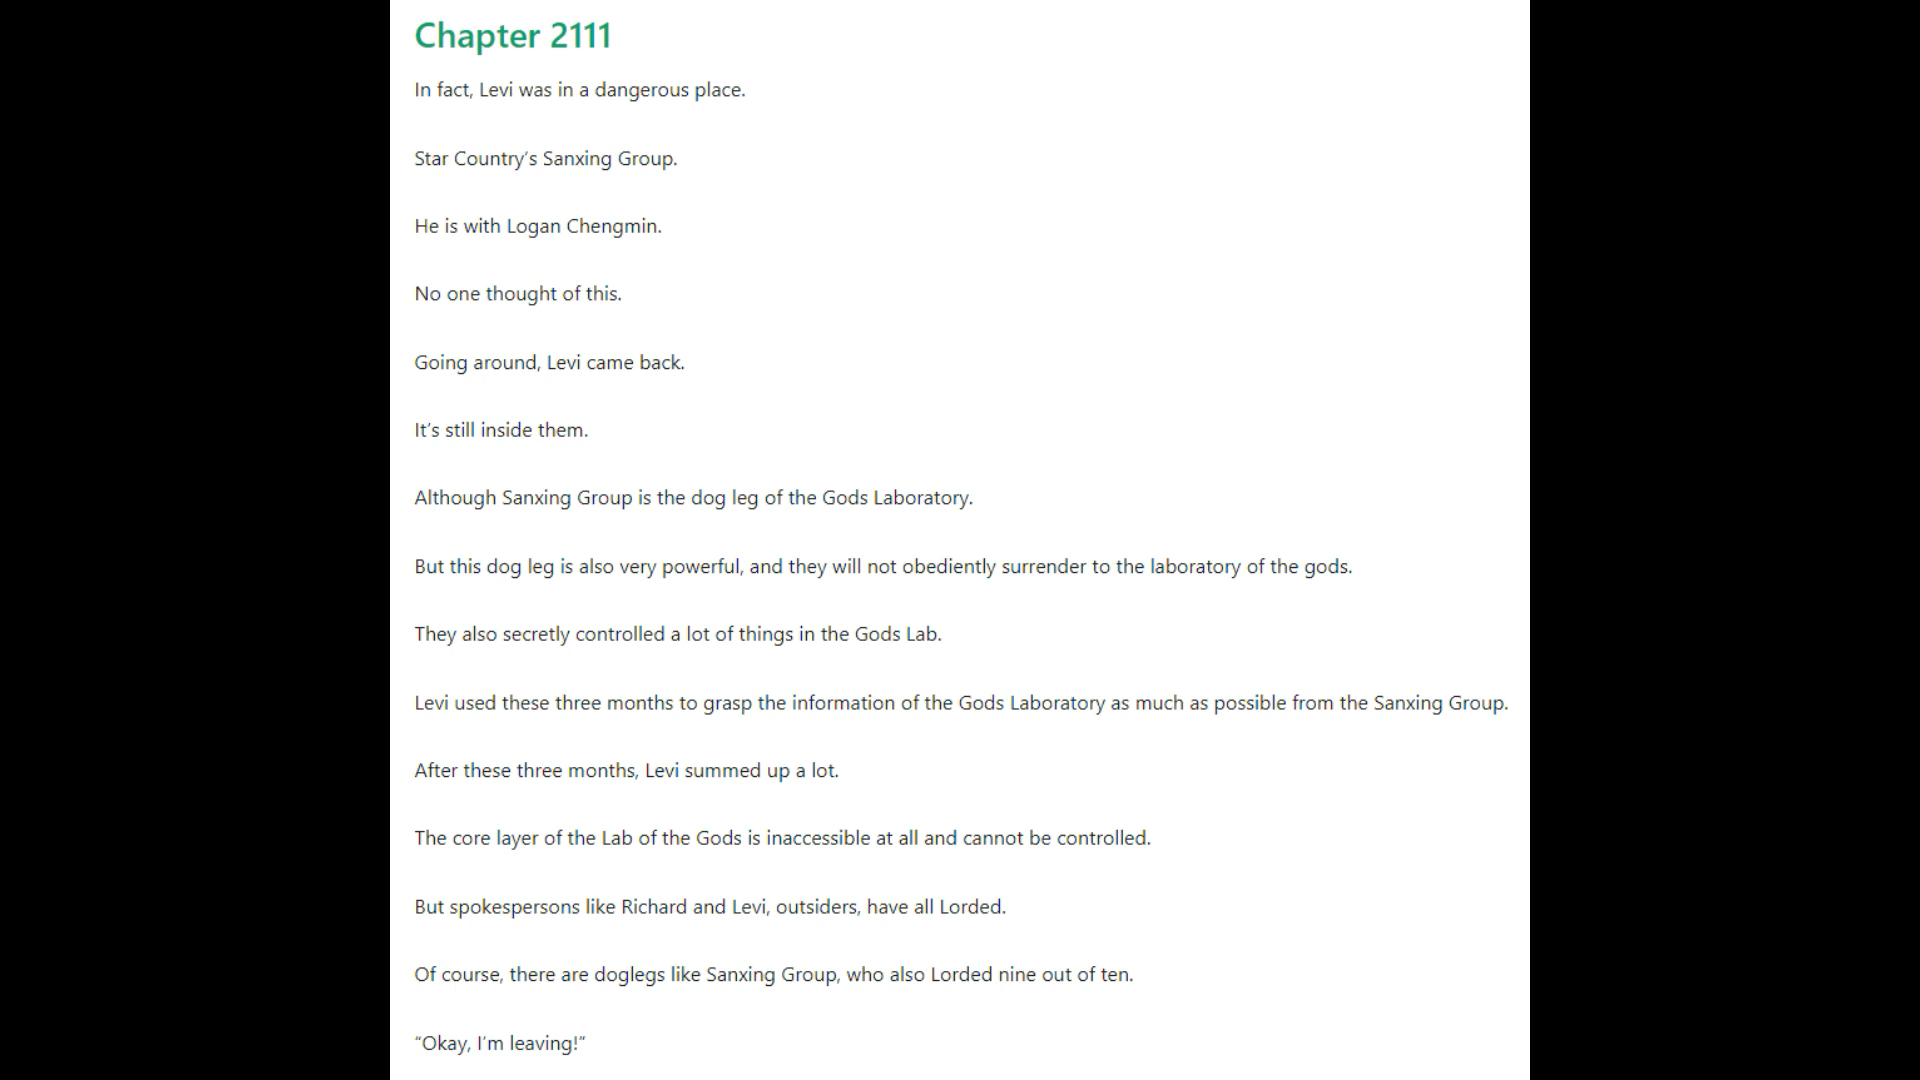 Chapter 2111
In fact, Levi was in a dangerous place.
Star Country’s Sanxing Group.
He is with Logan Chengmin.
No one thought of this.
Going around, Levi came back.
It’s still inside them.
Although Sanxing Group is the dog leg of the Gods Laboratory.
But this dog leg is also very powerful, and they will not obediently surrender to the laboratory of the gods.
They also secretly controlled a lot of things in the Gods Lab.
Levi used these three months to grasp the information of the Gods Laboratory as much as possible from the Sanxing Group.
After these three months, Levi summed up a lot.
The core layer of the Lab of the Gods is inaccessible at all and cannot be controlled.
But spokespersons like Richard and Levi, outsiders, have all Lorded.
Of course, there are doglegs like Sanxing Group, who also Lorded nine out of ten.
“Okay, I’m leaving!”